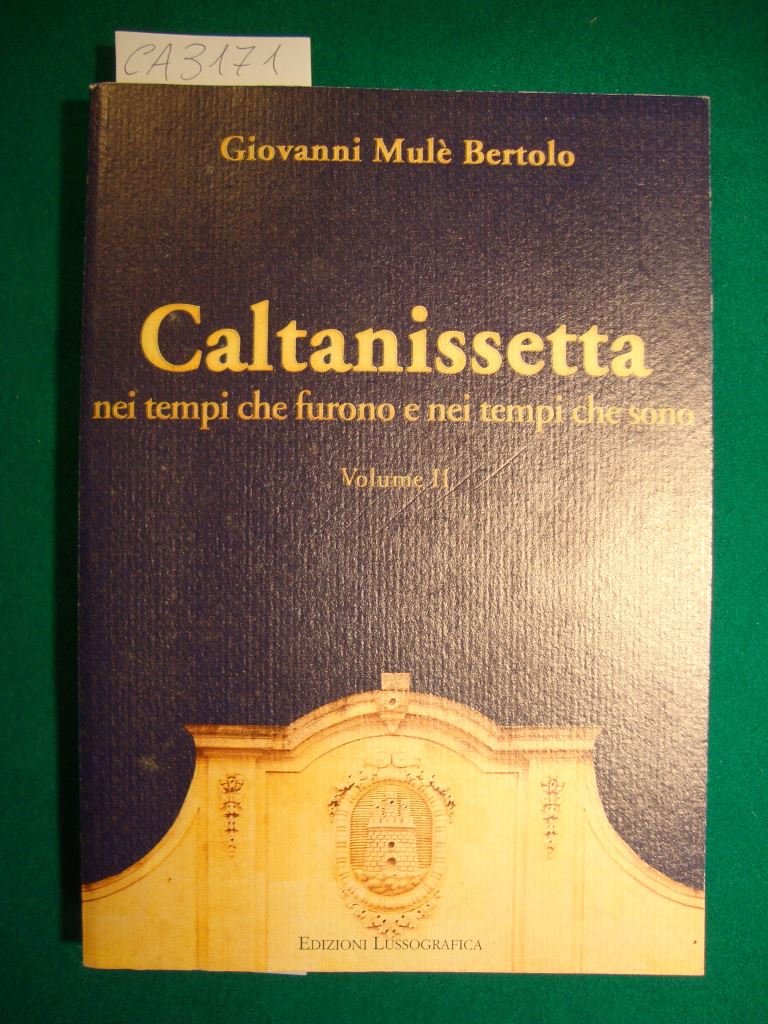 CA3171
Giovanni Mulè Bertolo
Caltanissetta
nei tempi che furono e nei tempi che sono
Volume II
Edizioni Lussografica